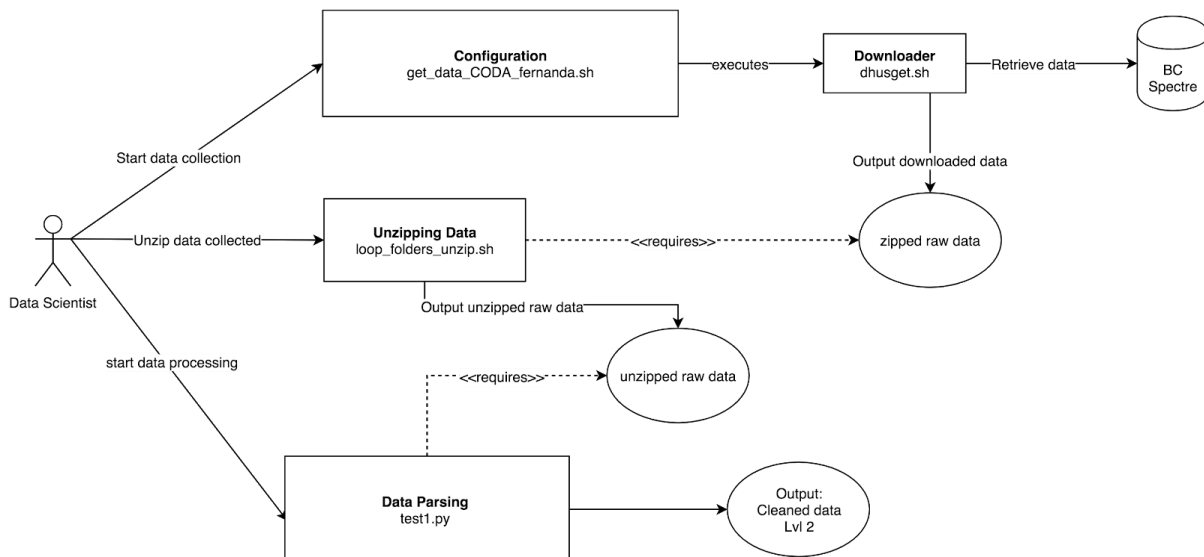 Configuration
get_data_CODA_fernanda.sh
executes
Downloader
dhusget.sh
Retrieve data
BC
Spectre
Start data collection
Output downloaded data
Unzip data collected
Unzipping Data
loop_folders_unzip.sh
<<requires>>
zipped raw data
Data Scientist
Output unzipped raw data
start data processing
<<requires>>
unzipped raw data
Data Parsing
test1.py
Output:
Cleaned data
Lvl 2